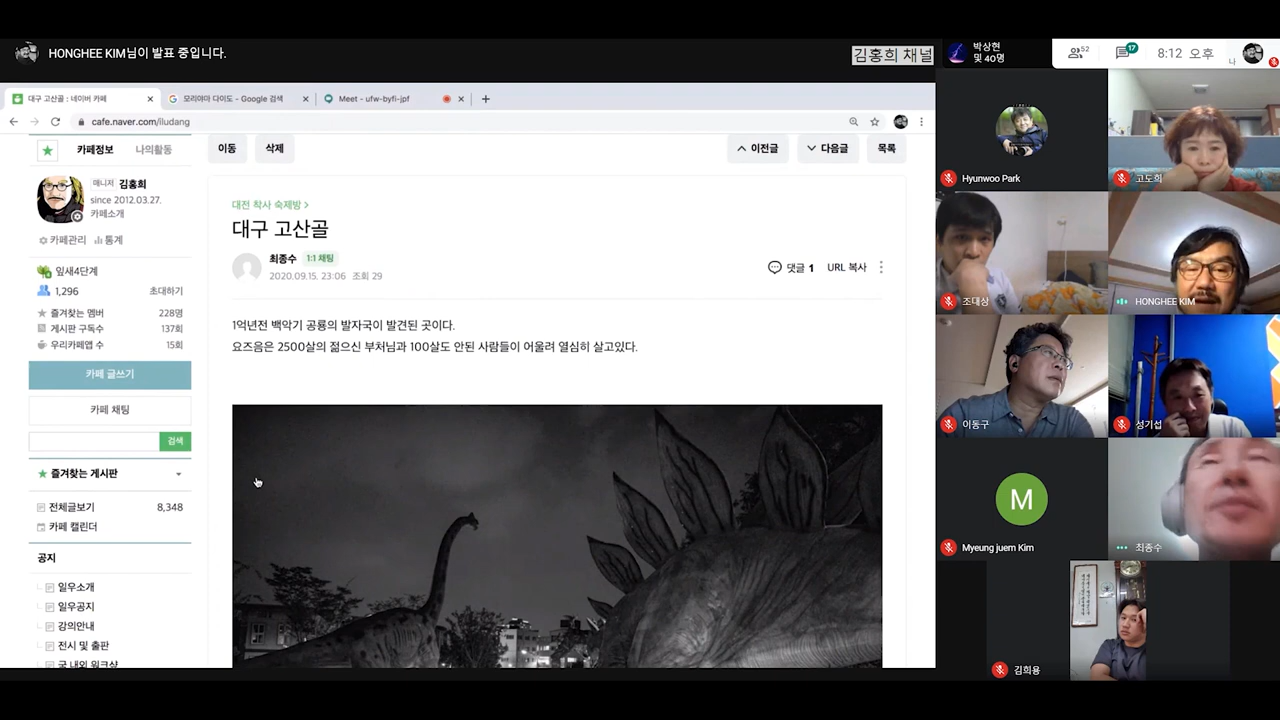 HONGHEE KIM님이 발표 중입니다.
김홍희 채널
박상현
및 40명
52
17
8:12 오후
나
대구 고산골 : 네이버 카페
모리야마 다이도 - Google 검색
Meet - ufw-byfi-jpf
cafe.naver.com/lludang
카페정보
나의활동
매니저 김홍희
since 2012.03.27.
카페소개
카페관리
통계
잎새4단계
1,296
초대하기
즐겨찾는 멤버
228명
게시판 구독수
137회
우리카페앱 수
15회
카페 글쓰기
카페 채팅
검색
즐겨찾는 게시판
전체글보기
8,348
카페 캘린더
공지
일우소개
일우공지
강의안내
전시 및 출판
국 내외 워크샵
이동
삭제
이전글
다음글
목록
대전 착사 숙제방 >
대구 고산골
최종수 1:1 채팅
2020.09.15. 23:06 조회 29
댓글 1
URL 복사
1억년전 백악기 공룡의 발자국이 발견된 곳이다.
요즈음은 2500살의 젊으신 부처님과 100살도 안된 사람들이 어울려 열심히 살고있다.
Hyunwoo Park
고도희
조대상
HONGHEE KIM
이동구
성기섭
M
Myeung juem Kim
최종수
김희용